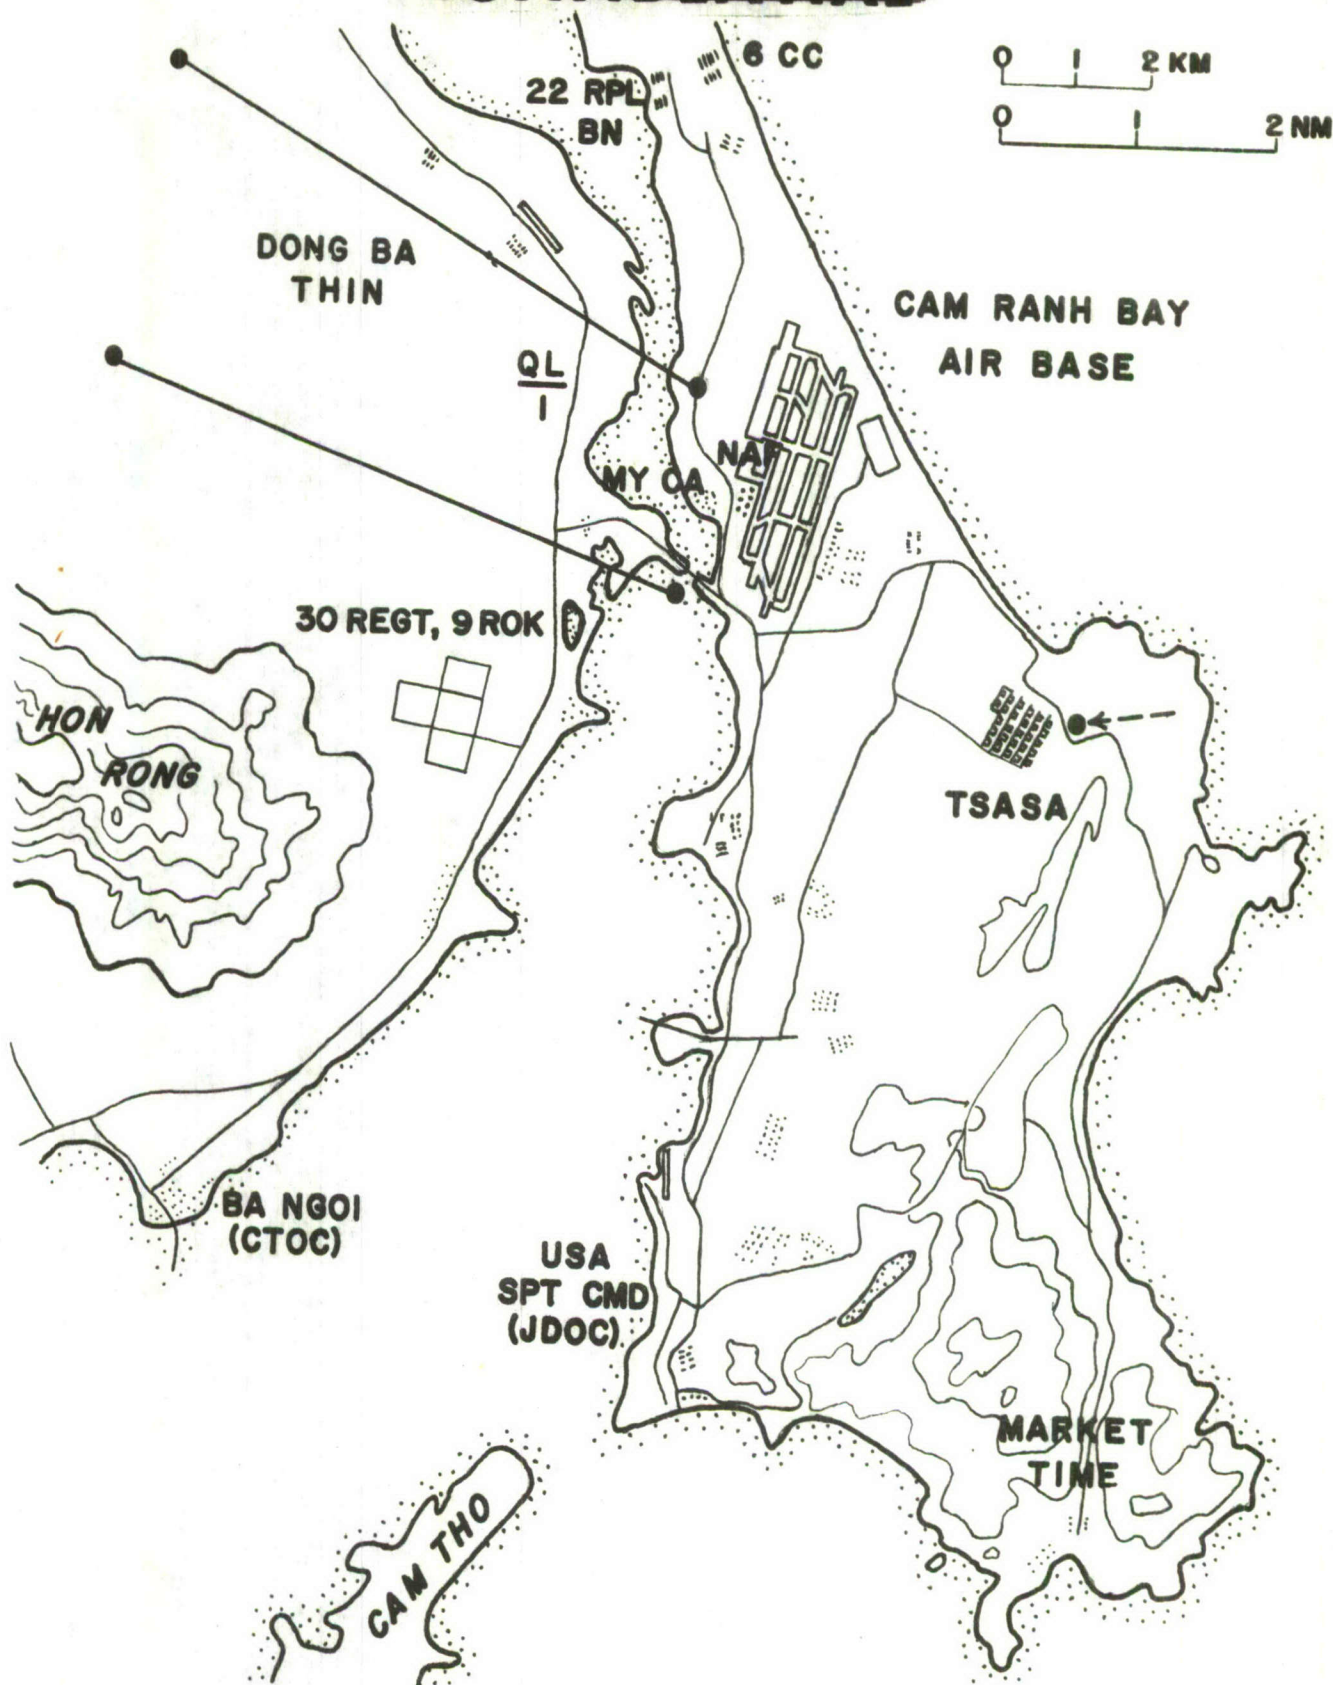 6 CC
0 1 2 KM
22 RPL
BN
0 1 2 NM
DONG BA
THIN
CAM RANH BAY
AIR BASE
QL
1
NAF
MY CA
30 REGT, 9 ROK
HON
RONG
TSASA
BA NGOI
(CTOC)
USA
SPT CMD
(JDOC)
MARKET
TIME
CAM THO